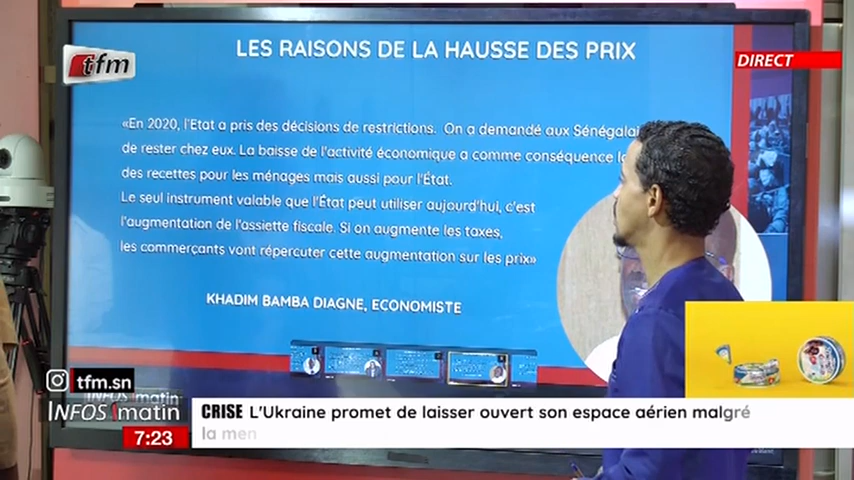 LES RAISONS DE LA HAUSSE DES PRIX
tfm
DIRECT
«En 2020, l'Etat a pris des décisions de restrictions. On a demandé aux Sénégalai
de rester chez eux. La baisse de l'activité économique a comme conséquence
des recettes pour les ménages mais aussi pour l'État.
Le seul instrument valable que l'État peut utiliser aujourd'hui, c'est
l'augmentation de l'assiette fiscale. Si on augmente les taxes,
les commerçants vont répercuter cette augmentation sur les prix»
KHADIM BAMBA DIAGNE, ECONOMISTE
tfm.sn
INFOS matin
7:23
CRISE L'Ukraine promet de laisser ouvert son espace aérien malgré
la men